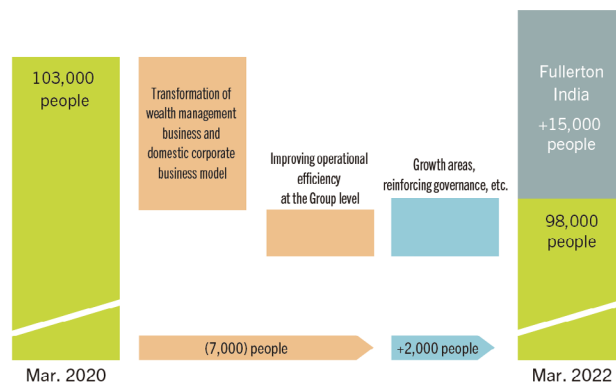 103,000
people
Transformation of
wealth management
business and
domestic corporate
business model
Improving operational
efficiency
at the Group level
Growth areas,
reinforcing governance, etc.
Fullerton
India
+15,000
people
98,000
people
(7,000) people
+2,000 people
Mar. 2020
Mar. 2022